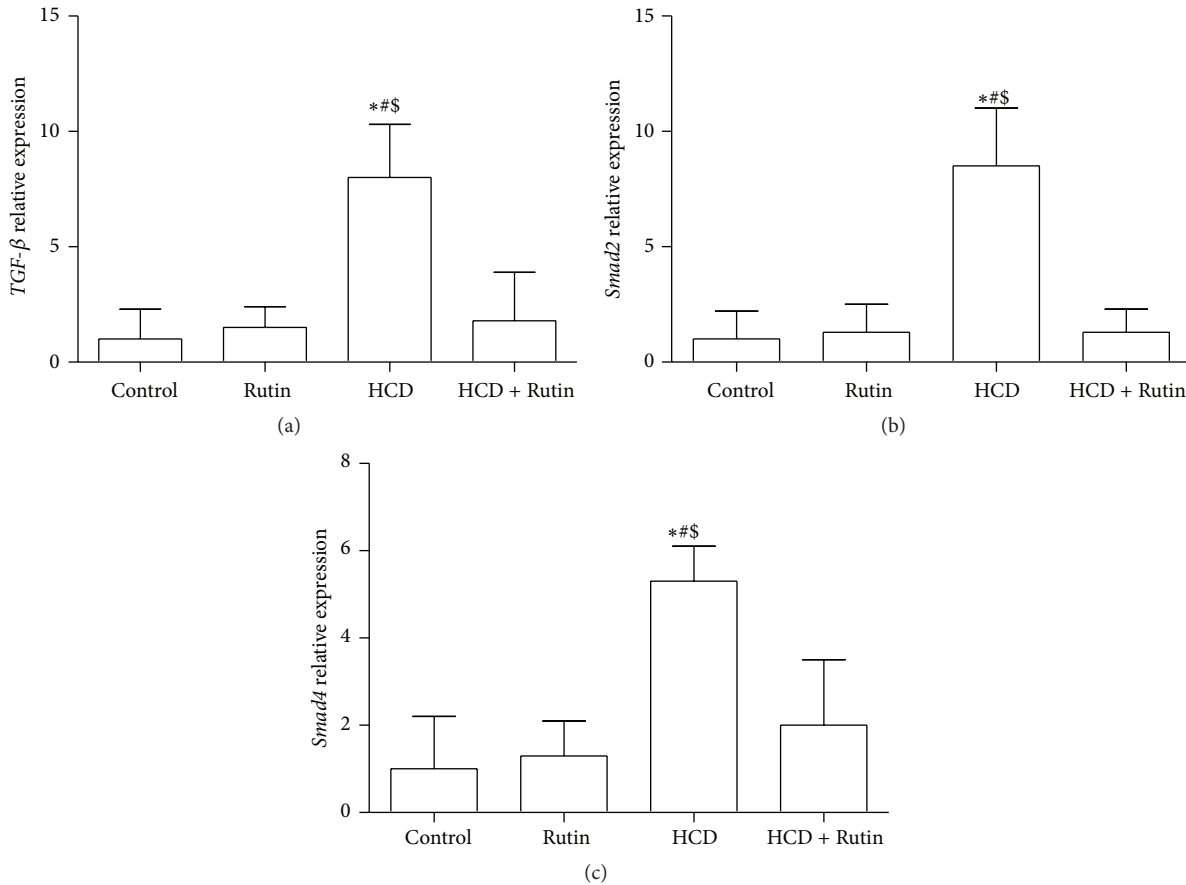 15
10
5
0
TGF-β relative expression
*#$
Control Rutin HCD HCD + Rutin
(a)
15
10
5
0
Smad2 relative expression
*#$
Control Rutin HCD HCD + Rutin
(b)
8
6
4
2
0
Smad4 relative expression
*#$
Control Rutin HCD HCD + Rutin
(c)